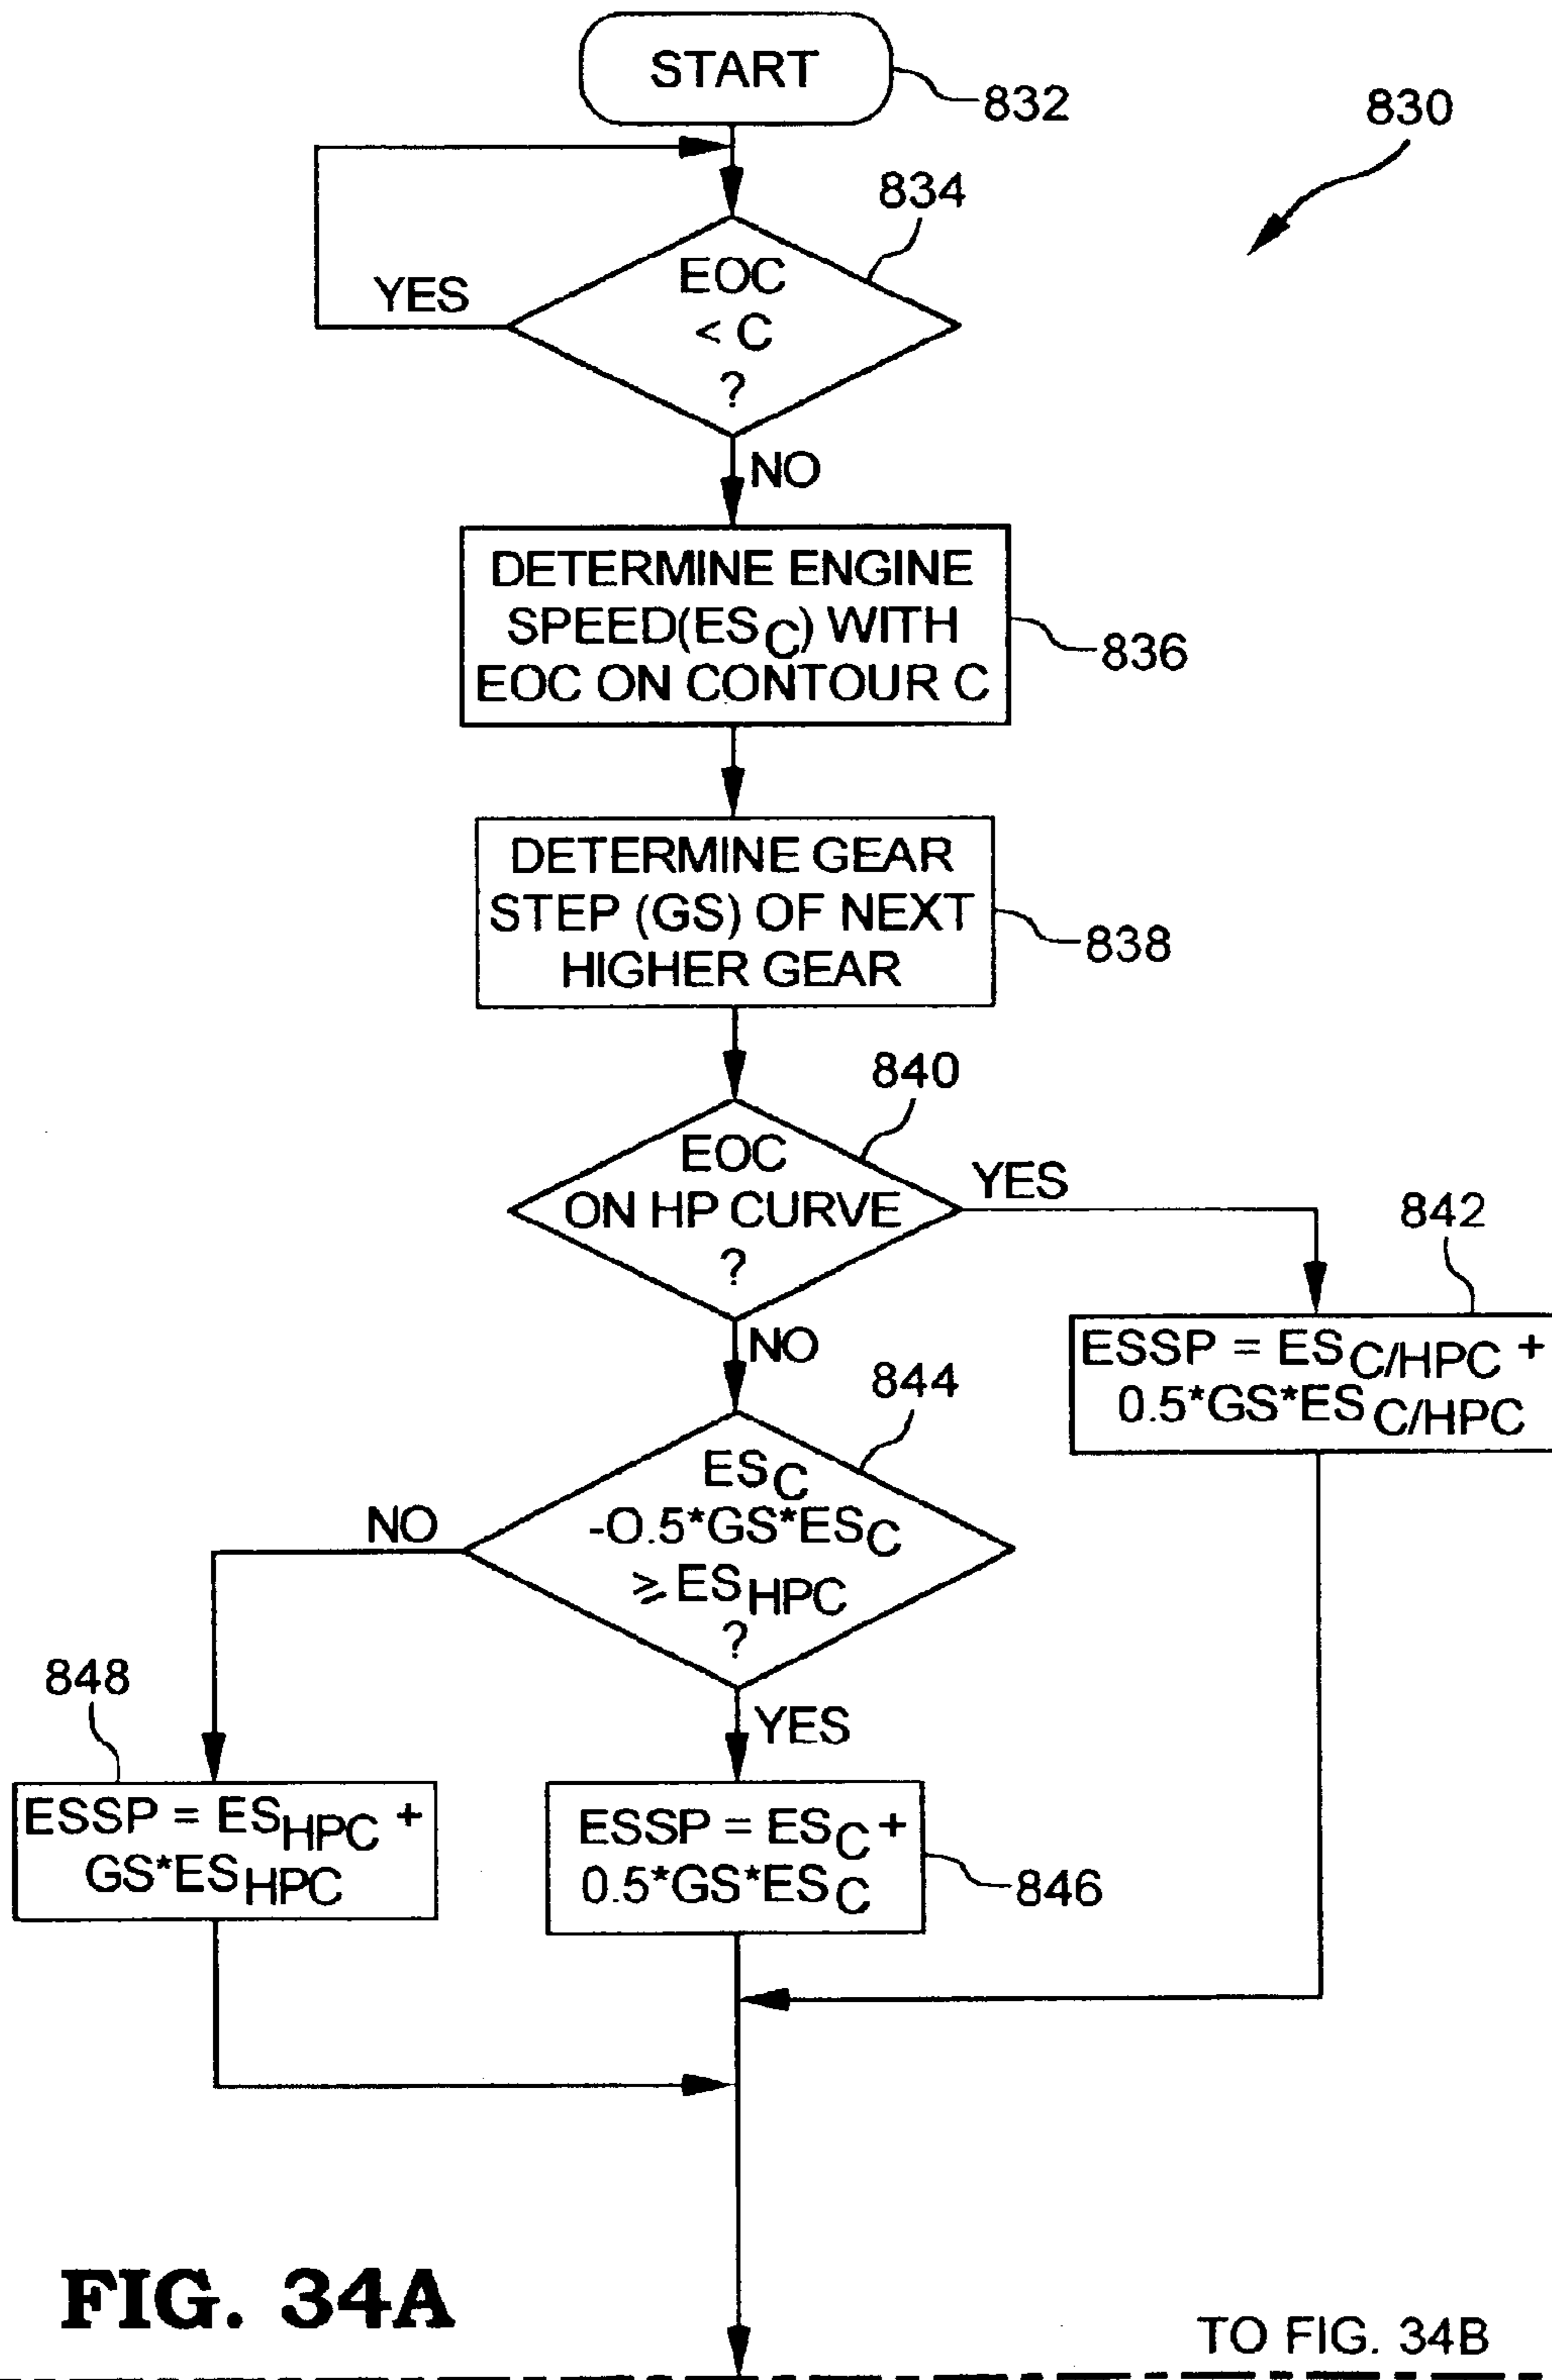 START
832
830
834
EOC
< C
?
YES
NO
DETERMINE ENGINE
SPEED(ESC) WITH
EOC ON CONTOUR C
836
DETERMINE GEAR
STEP (GS) OF NEXT
HIGHER GEAR
838
840
EOC
ON HP CURVE
?
YES
842
NO
ESSP = ESC/HPC +
0.5*GS*ESC/HPC
844
ESC
-0.5*GS*ESC
≥ ESHPC
?
NO
YES
848
ESSP = ESHPC +
GS*ESHPC
ESSP = ESC +
0.5*GS*ESC
846
FIG. 34A
TO FIG. 34B